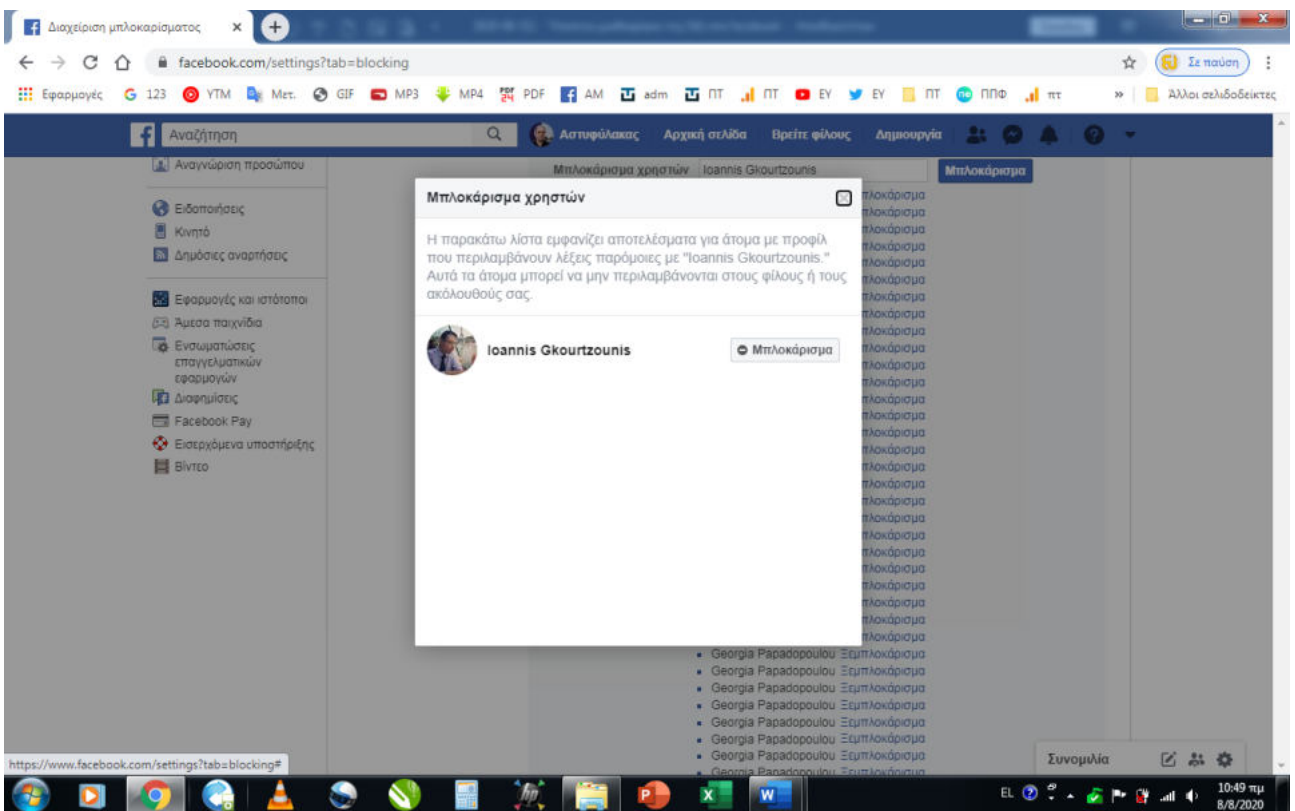 Διαχείριση μπλοκαρίσματος
facebook.com/settings?tab=blocking
Σε παύση
Εφαρμογές 123 YTM Μετ. GIF MP3 MP4 PDF AM adm ΠΤ ΠΤ ΕΥ ΕΥ ΠΤ ΠΠΦ πτ » Άλλοι σελιδοδείκτες
Αναζήτηση Αστυφύλακας Αρχική σελίδα Βρείτε φίλους Δημιουργία
Αναγνώριση προσώπου
Ειδοποιήσεις
Κινητό
Δημόσιες αναρτήσεις
Εφαρμογές και ιστότοποι
Άμεσα παιχνίδια
Ενσωματώσεις
επαγγελματικών
εφαρμογών
Διαφημίσεις
Facebook Pay
Εισερχόμενα υποστήριξης
Βίντεο
Μπλοκάρισμα χρηστών Ioannis Gkourtzounis Μπλοκάρισμα
Μπλοκάρισμα χρηστών
Η παρακάτω λίστα εμφανίζει αποτελέσματα για άτομα με προφίλ
που περιλαμβάνουν λέξεις παρόμοιες με "Ioannis Gkourtzounis."
Αυτά τα άτομα μπορεί να μην περιλαμβάνονται στους φίλους ή τους
ακόλουθούς σας.
Ioannis Gkourtzounis Μπλοκάρισμα
Georgia Papadopoulou Ξεμπλοκάρισμα
Georgia Papadopoulou Ξεμπλοκάρισμα
Georgia Papadopoulou Ξεμπλοκάρισμα
Georgia Papadopoulou Ξεμπλοκάρισμα
Georgia Papadopoulou Ξεμπλοκάρισμα
Georgia Papadopoulou Ξεμπλοκάρισμα
Georgia Papadopoulou Ξεμπλοκάρισμα
Georgia Papadopoulou Ξεμπλοκάρισμα
Συνομιλία
https://www.facebook.com/settings?tab=blocking#
EL
10:49 πμ
8/8/2020